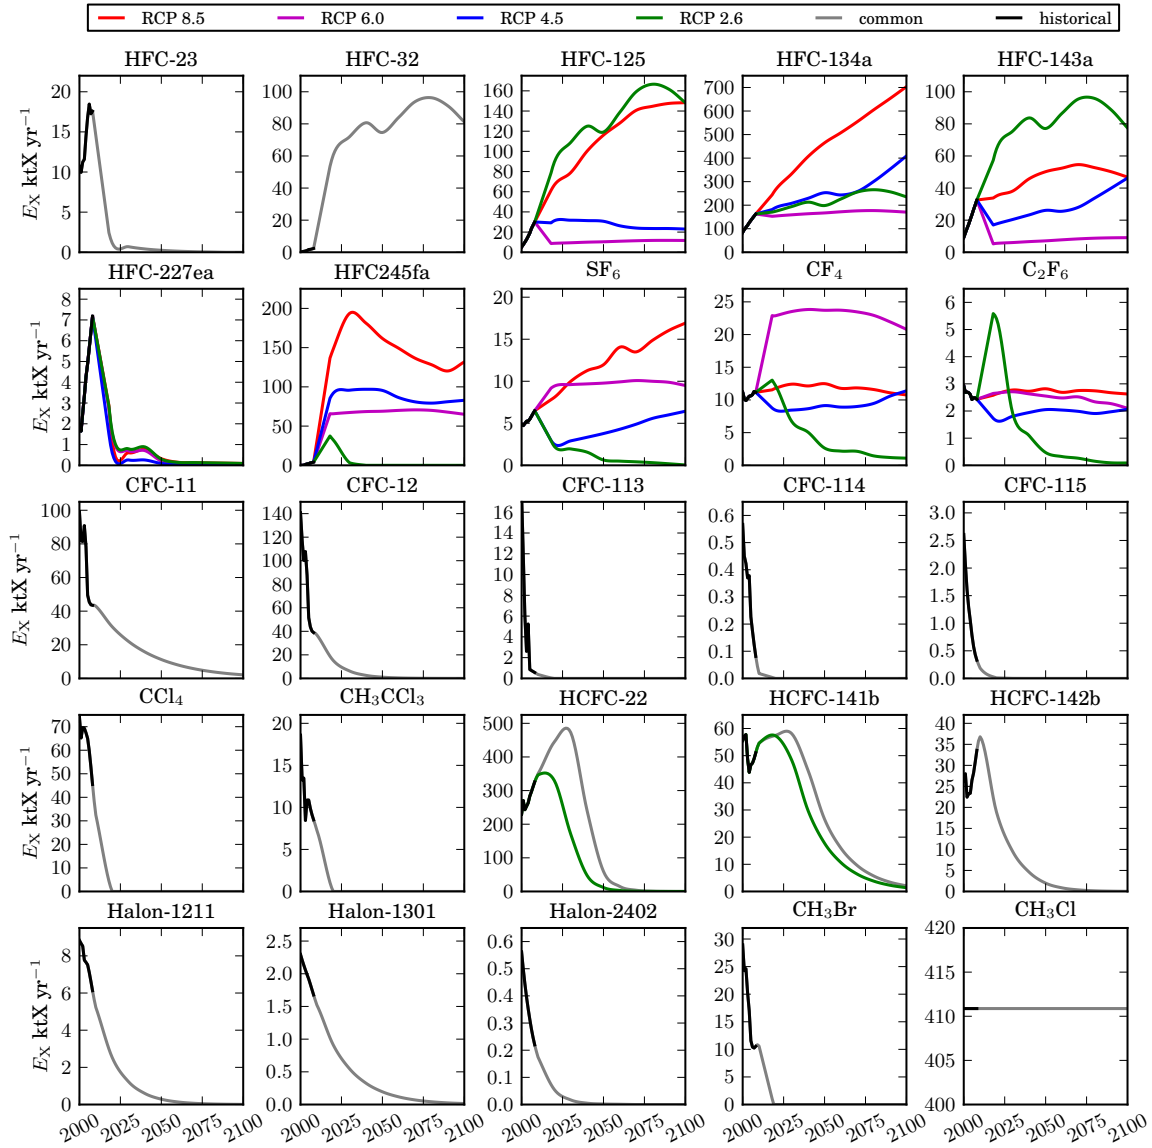 RCP 8.5 RCP 6.0 RCP 4.5 RCP 2.6 common historical
HFC-23 HFC-32 HFC-125 HFC-134a HFC-143a
E_X ktX yr⁻¹
20 15 10 5 0
100 80 60 40 20 0
160 140 120 100 80 60 40 20 0
700 600 500 400 300 200 100 0
100 80 60 40 20 0
HFC-227ea HFC245fa SF₆ CF₄ C₂F₆
E_X ktX yr⁻¹
8 7 6 5 4 3 2 1 0
200 150 100 50 0
20 15 10 5 0
25 20 15 10 5 0
6 5 4 3 2 1 0
CFC-11 CFC-12 CFC-113 CFC-114 CFC-115
E_X ktX yr⁻¹
100 80 60 40 20 0
140 120 100 80 60 40 20 0
16 14 12 10 8 6 4 2 0
0.6 0.5 0.4 0.3 0.2 0.1 0.0
3.0 2.5 2.0 1.5 1.0 0.5 0.0
CCl₄ CH₃CCl₃ HCFC-22 HCFC-141b HCFC-142b
E_X ktX yr⁻¹
70 60 50 40 30 20 10 0
20 15 10 5 0
500 400 300 200 100 0
60 50 40 30 20 10 0
40 35 30 25 20 15 10 5 0
Halon-1211 Halon-1301 Halon-2402 CH₃Br CH₃Cl
E_X ktX yr⁻¹
8 6 4 2 0
2.5 2.0 1.5 1.0 0.5 0.0
0.6 0.5 0.4 0.3 0.2 0.1 0.0
30 25 20 15 10 5 0
420 415 410 405 400
2000 2025 2050 2075 2100 2000 2025 2050 2075 2100 2000 2025 2050 2075 2100 2000 2025 2050 2075 2100 2000 2025 2050 2075 2100